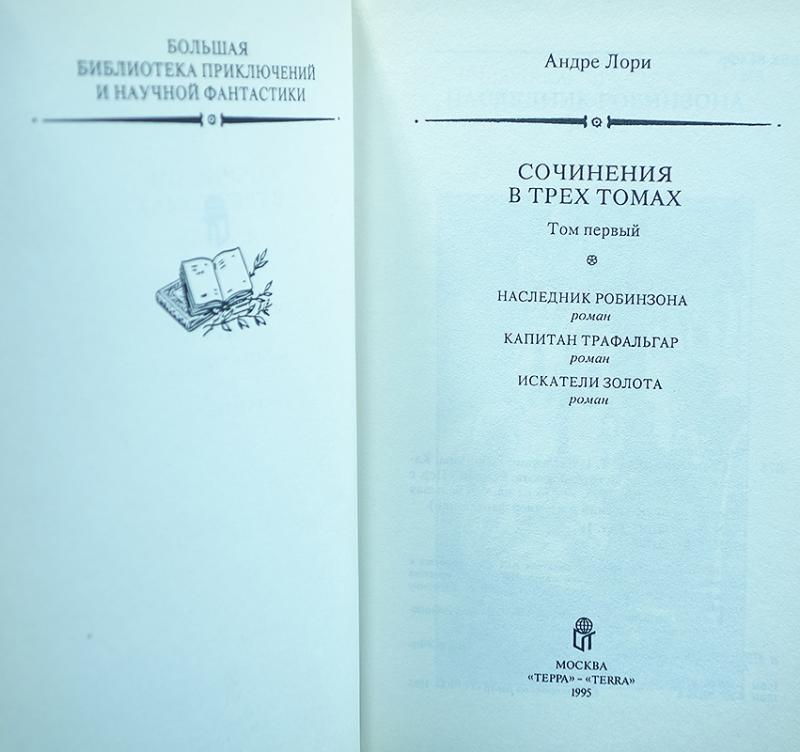 БОЛЬШАЯ
БИБЛИОТЕКА ПРИКЛЮЧЕНИЙ
И НАУЧНОЙ ФАНТАСТИКИ
Андре Лори
СОЧИНЕНИЯ
В ТРЕХ ТОМАХ
Том первый
НАСЛЕДНИК РОБИНЗОНА
роман
КАПИТАН ТРАФАЛЬГАР
роман
ИСКАТЕЛИ ЗОЛОТА
роман
МОСКВА
«ТЕРРА» – «TERRA»
1995